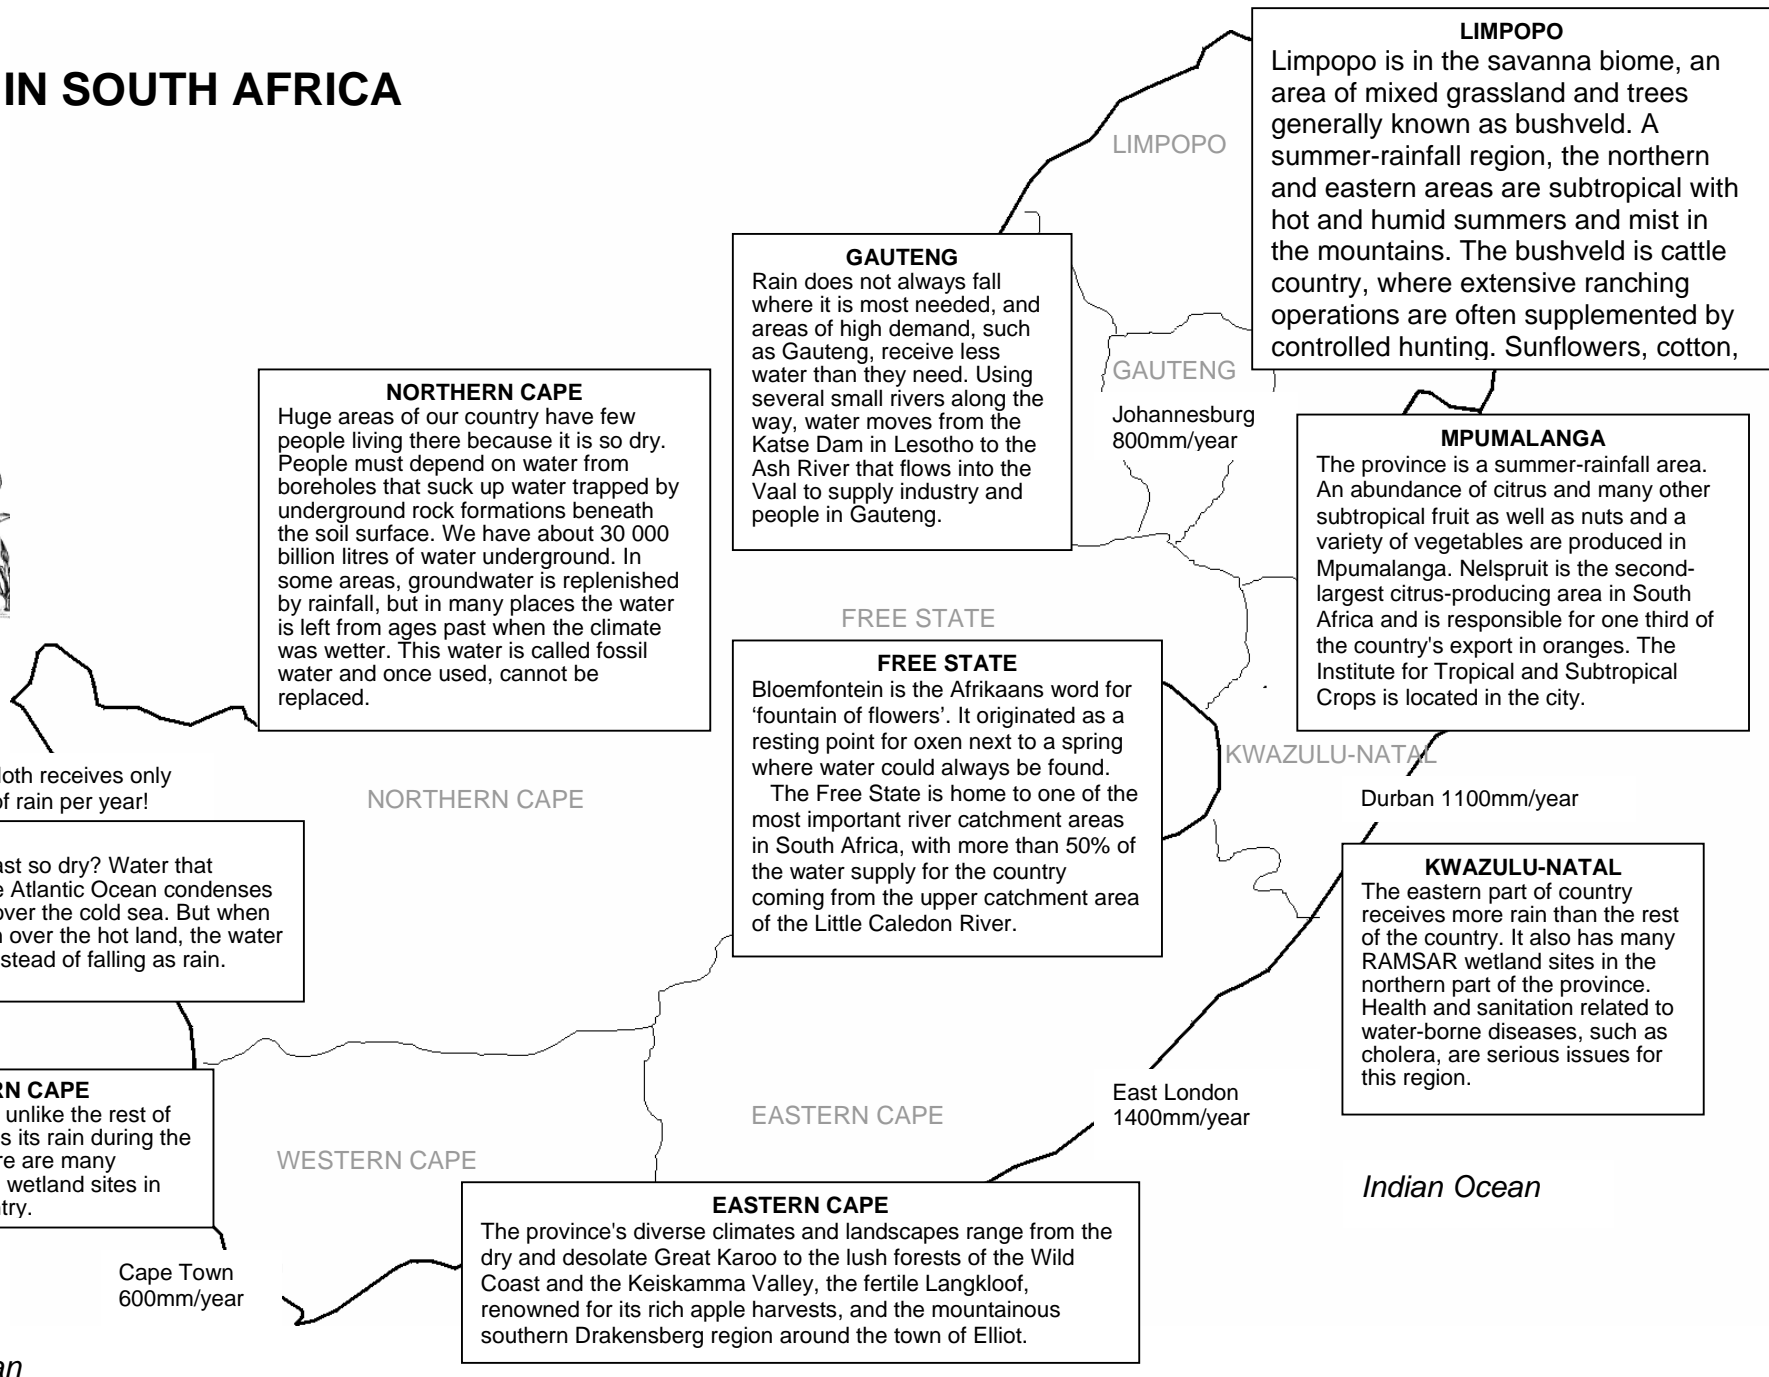 IN SOUTH AFRICA
LIMPOPO
Limpopo is in the savanna biome, an
area of mixed grassland and trees
generally known as bushveld. A
summer-rainfall region, the northern
and eastern areas are subtropical with
hot and humid summers and mist in
the mountains. The bushveld is cattle
country, where extensive ranching
operations are often supplemented by
controlled hunting. Sunflowers, cotton,
LIMPOPO
GAUTENG
Rain does not always fall
where it is most needed, and
areas of high demand, such
as Gauteng, receive less
water than they need. Using
several small rivers along the
way, water moves from the
Katse Dam in Lesotho to the
Ash River that flows into the
Vaal to supply industry and
people in Gauteng.
GAUTENG
Johannesburg
800mm/year
NORTHERN CAPE
Huge areas of our country have few
people living there because it is so dry.
People must depend on water from
boreholes that suck up water trapped by
underground rock formations beneath
the soil surface. We have about 30 000
billion litres of water underground. In
some areas, groundwater is replenished
by rainfall, but in many places the water
is left from ages past when the climate
was wetter. This water is called fossil
water and once used, cannot be
replaced.
MPUMALANGA
The province is a summer-rainfall area.
An abundance of citrus and many other
subtropical fruit as well as nuts and a
variety of vegetables are produced in
Mpumalanga. Nelspruit is the second-
largest citrus-producing area in South
Africa and is responsible for one third of
the country's export in oranges. The
Institute for Tropical and Subtropical
Crops is located in the city.
FREE STATE
FREE STATE
Bloemfontein is the Afrikaans word for
‘fountain of flowers’. It originated as a
resting point for oxen next to a spring
where water could always be found.
The Free State is home to one of the
most important river catchment areas
in South Africa, with more than 50% of
the water supply for the country
coming from the upper catchment area
of the Little Caledon River.
KWAZULU-NATAL
Durban 1100mm/year
loth receives only
of rain per year!
NORTHERN CAPE
ast so dry? Water that
e Atlantic Ocean condenses
over the cold sea. But when
n over the hot land, the water
stead of falling as rain.
KWAZULU-NATAL
The eastern part of country
receives more rain than the rest
of the country. It also has many
RAMSAR wetland sites in the
northern part of the province.
Health and sanitation related to
water-borne diseases, such as
cholera, are serious issues for
this region.
RN CAPE
unlike the rest of
s its rain during the
re are many
wetland sites in
try.
WESTERN CAPE
EASTERN CAPE
East London
1400mm/year
Indian Ocean
EASTERN CAPE
The province's diverse climates and landscapes range from the
dry and desolate Great Karoo to the lush forests of the Wild
Coast and the Keiskamma Valley, the fertile Langkloof,
renowned for its rich apple harvests, and the mountainous
southern Drakensberg region around the town of Elliot.
Cape Town
600mm/year
an